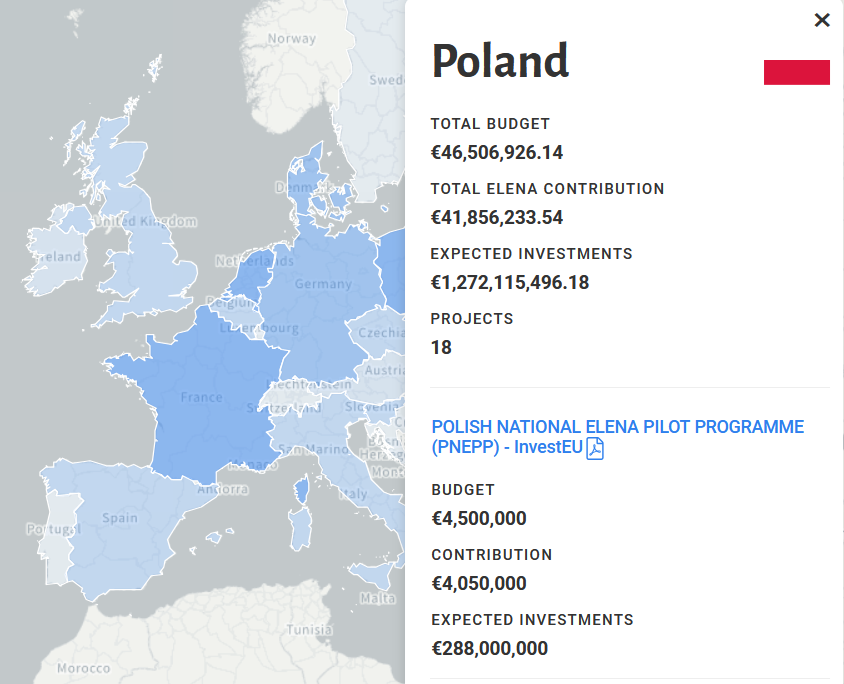 Norway
Poland
Swed
TOTAL BUDGET
€46,506,926.14
TOTAL ELENA CONTRIBUTION
Denmark
€41,856,233.54
United Kingdom
EXPECTED INVESTMENTS
Ireland
Netherlands
Germany
€1,272,115,496.18
Belgium
PROJECTS
Luxembourg
Czechia
18
Austri
Liechtenstein
France
Switzerland
Slovenia
POLISH NATIONAL ELENA PILOT PROGRAMME
(PNEPP) - InvestEU
San Marino
Monaco
BUDGET
Andorra
Italy
€4,500,000
Spain
Portugal
CONTRIBUTION
€4,050,000
Malta
EXPECTED INVESTMENTS
Tunisia
€288,000,000
Morocco